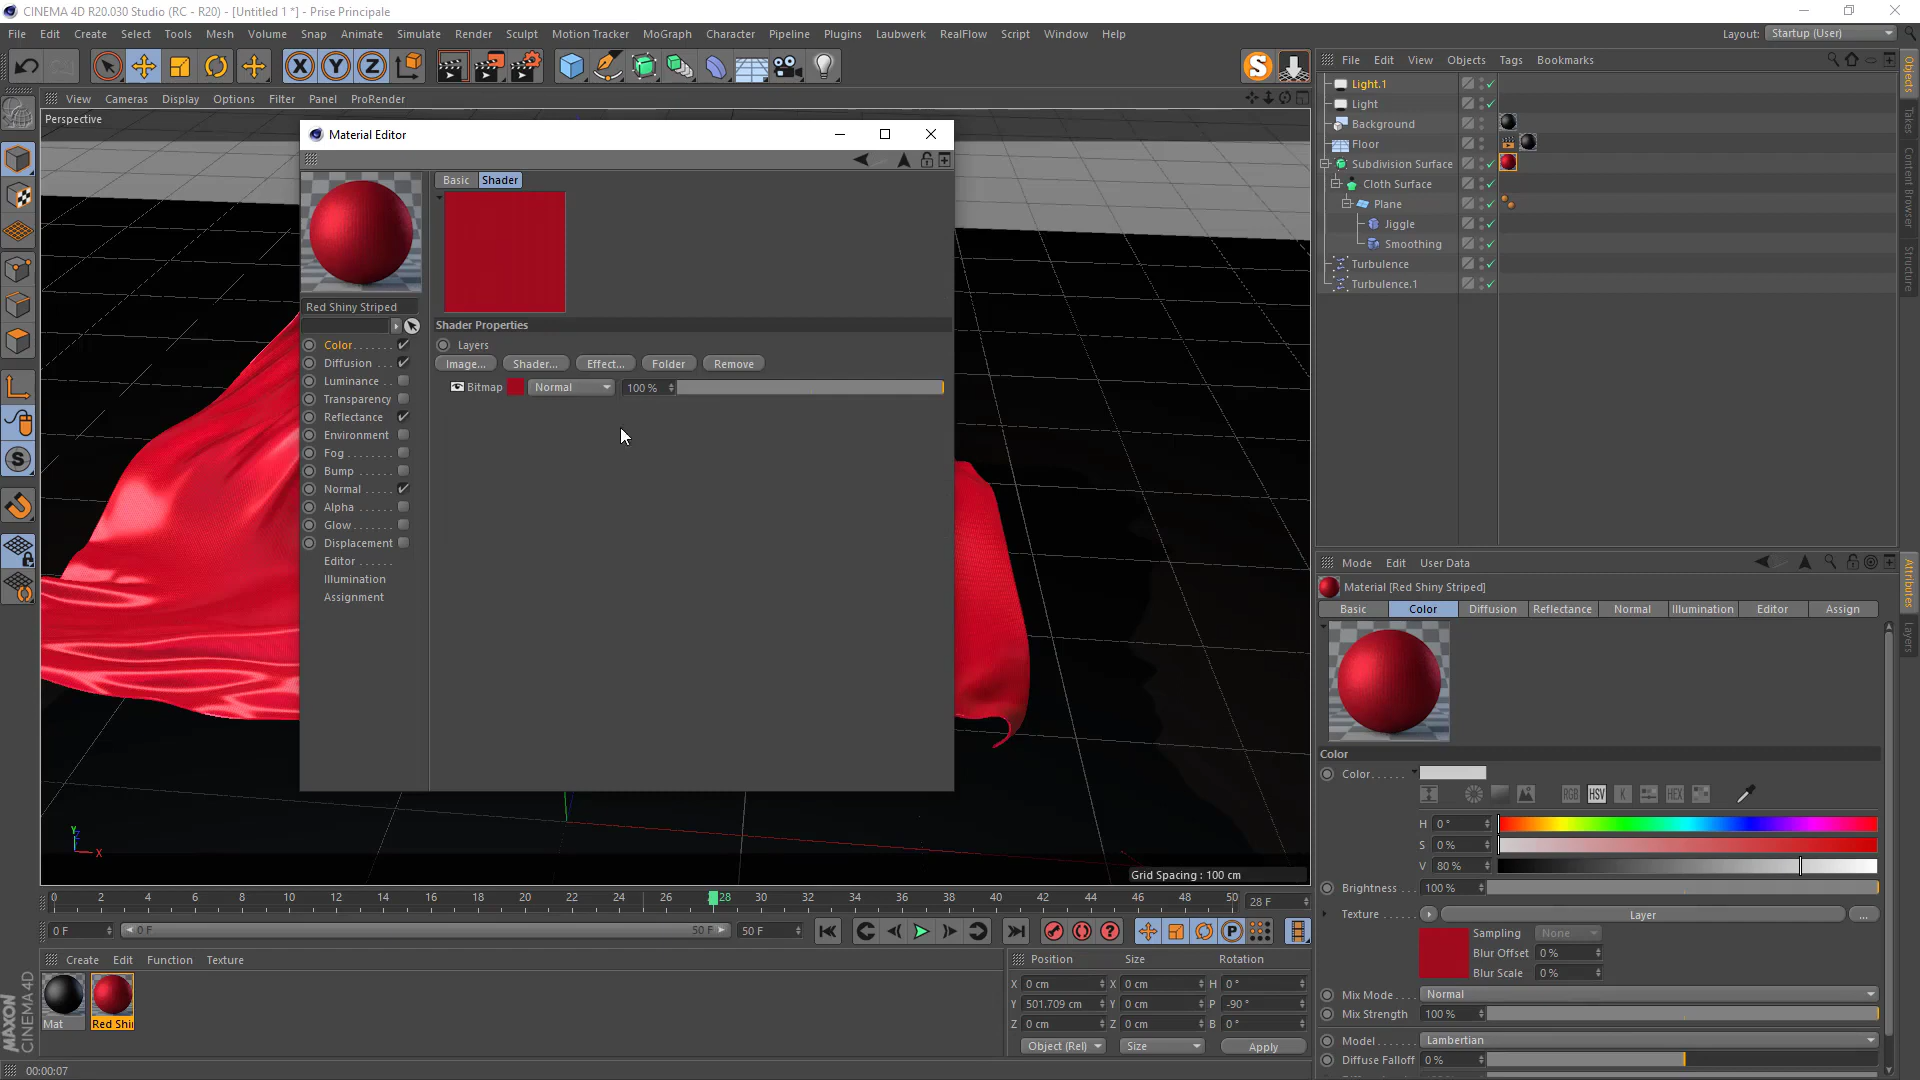 CINEMA 4D R20.030 Studio (RC - R20) - [Untitled 1 *] - Prise Principale
File Edit Create Select Tools Mesh Volume Snap Animate Simulate Render Sculpt Motion Tracker MoGraph Character Pipeline Plugins Laubwerk RealFlow Script Window Help
Layout: Startup (User)
View Cameras Display Options Filter Panel ProRender
Perspective
Material Editor
Basic Shader
Red Shiny Striped
Shader Properties
Layers
Image... Shader... Effect... Folder Remove
Bitmap Normal 100 %
Color
Diffusion
Luminance
Transparency
Reflectance
Environment
Fog
Bump
Normal
Alpha
Glow
Displacement
Editor
Illumination
Assignment
Y
Z
X
Grid Spacing : 100 cm
File Edit View Objects Tags Bookmarks
Light.1
Light
Background
Floor
Subdivision Surface
Cloth Surface
Plane
Jiggle
Smoothing
Turbulence
Turbulence.1
Objects
Takes
Content Browser
Structure
Mode Edit User Data
Material [Red Shiny Striped]
Basic Color Diffusion Reflectance Normal Illumination Editor Assign
Attributes
Layers
Color
Color
RGB HSV K HEX
H 0 °
S 0 %
V 80 %
Brightness 100 %
Texture Layer ...
Sampling None
Blur Offset 0 %
Blur Scale 0 %
Mix Mode Normal
Mix Strength 100 %
Model Lambertian
Diffuse Falloff 0 %
0 2 4 6 8 10 12 14 16 18 20 22 24 26 28 30 32 34 36 38 40 42 44 46 48 50 28 F
0 F 0 F 50 F 50 F
Create Edit Function Texture
Mat
Red Shi
Position Size Rotation
X 0 cm X 0 cm H 0 °
Y 501.709 cm Y 0 cm P -90 °
Z 0 cm Z 0 cm B 0 °
Object (Rel) Size Apply
MAXON
CINEMA 4D
00:00:07